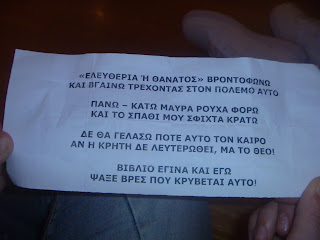 «ΕΛΕΥΘΕΡΙΑ Ή ΘΑΝΑΤΟΣ» ΒΡΟΝΤΟΦΩΝΩ
ΚΑΙ ΒΓΑΙΝΩ ΤΡΕΧΟΝΤΑΣ ΣΤΟΝ ΠΟΛΕΜΟ ΑΥΤΟ
ΠΑΝΩ – ΚΑΤΩ ΜΑΥΡΑ ΡΟΥΧΑ ΦΟΡΩ
ΚΑΙ ΤΟ ΣΠΑΘΙ ΜΟΥ ΣΦΙΧΤΑ ΚΡΑΤΩ
ΔΕ ΘΑ ΓΕΛΑΣΩ ΠΟΤΕ ΑΥΤΟ ΤΟΝ ΚΑΙΡΟ
ΑΝ Η ΚΡΗΤΗ ΔΕ ΛΕΥΤΕΡΩΘΕΙ, ΜΑ ΤΟ ΘΕΟ!
ΒΙΒΛΙΟ ΕΓΙΝΑ ΚΑΙ ΕΓΩ
ΨΑΞΕ ΒΡΕΣ ΠΟΥ ΚΡΥΒΕΤΑΙ ΑΥΤΟ!